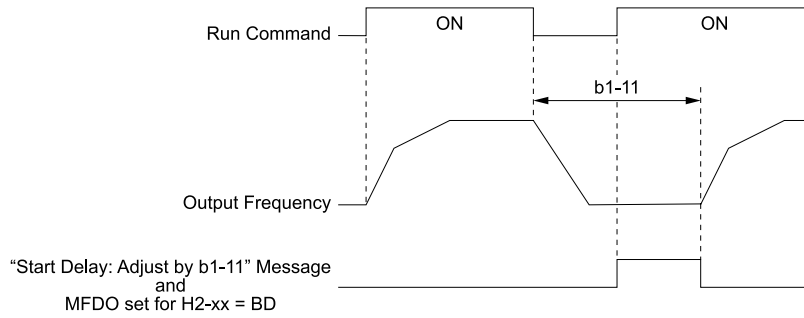 Run Command
ON
ON
b1-11
Output Frequency
“Start Delay: Adjust by b1-11” Message
and
MFDO set for H2-xx = BD